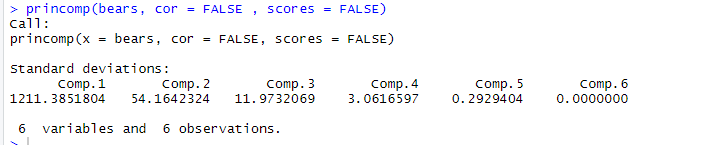 > princomp(bears, cor = FALSE , scores = FALSE)
Call:
princomp(x = bears, cor = FALSE, scores = FALSE)
Standard deviations:
Comp.1 Comp.2 Comp.3 Comp.4 Comp.5 Comp.6
1211.3851804 54.1642324 11.9732069 3.0616597 0.2929404 0.0000000
6 variables and 6 observations.
>